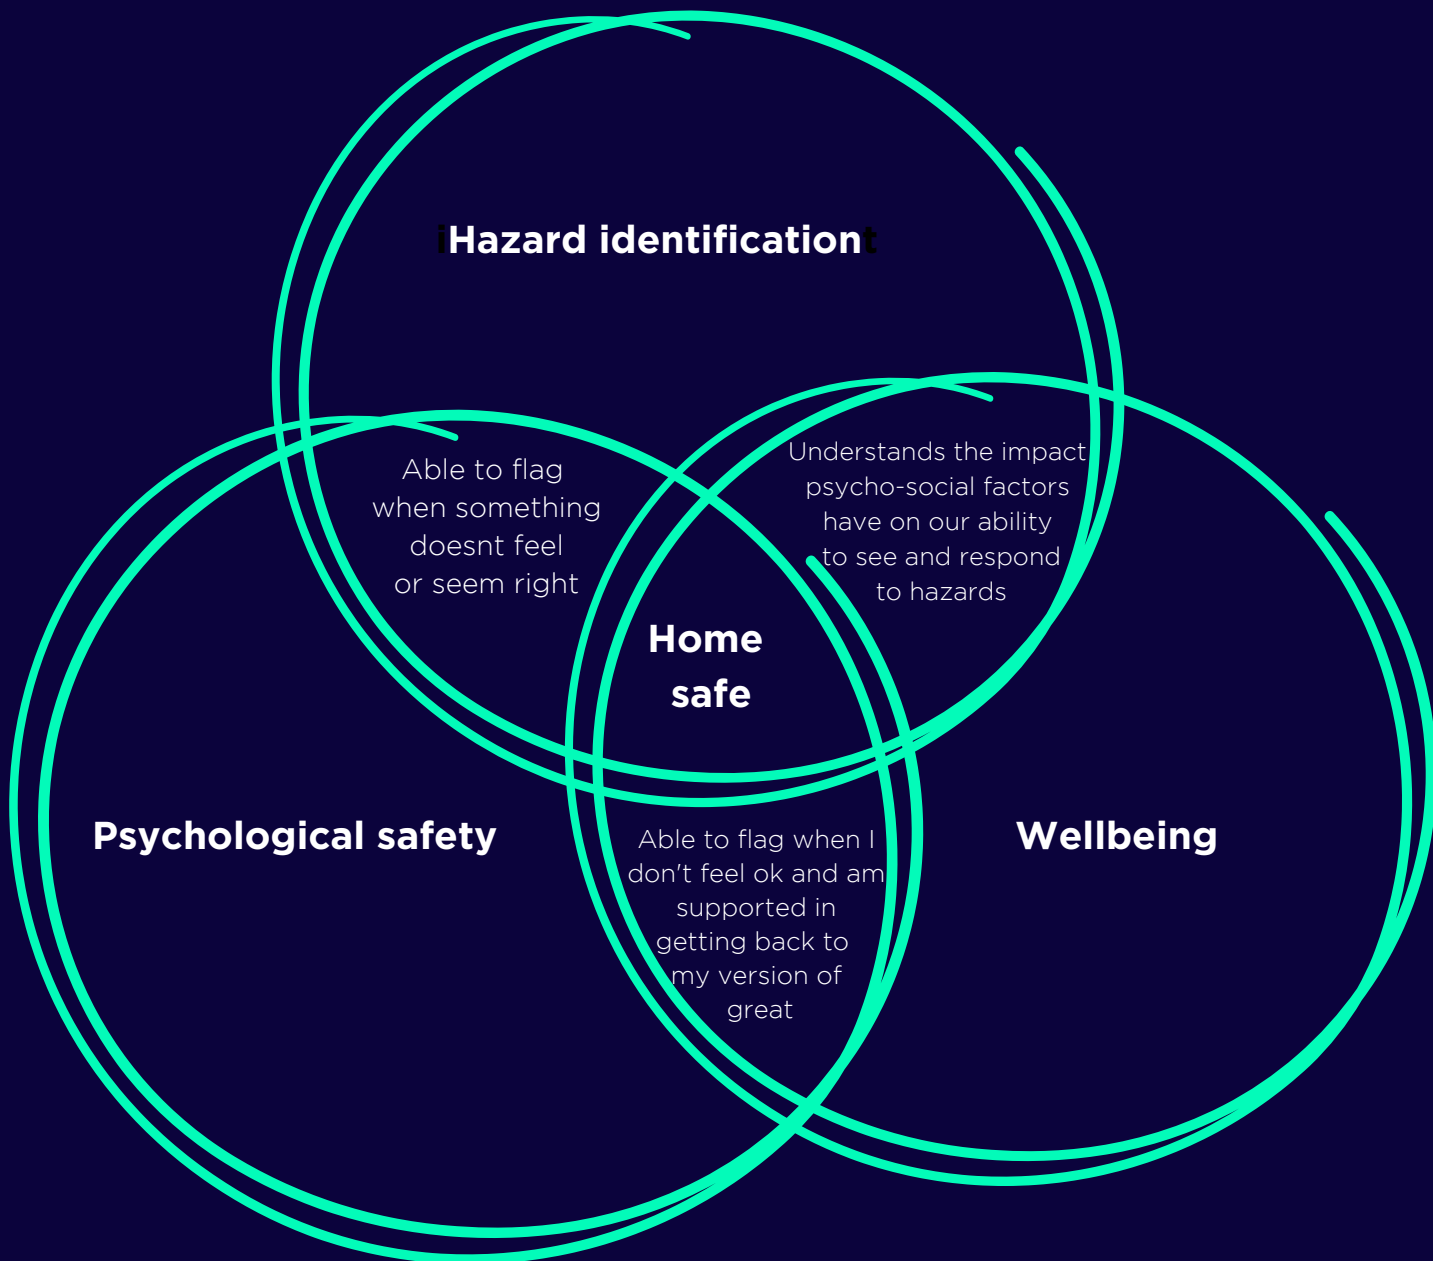 iHazard identificationt
Able to flag
when something
doesnt feel
or seem right
Understands the impact
psycho-social factors
have on our ability
to see and respond
to hazards
Home
safe
Psychological safety
Wellbeing
Able to flag when I
don't feel ok and am
supported in
getting back to
my version of
great